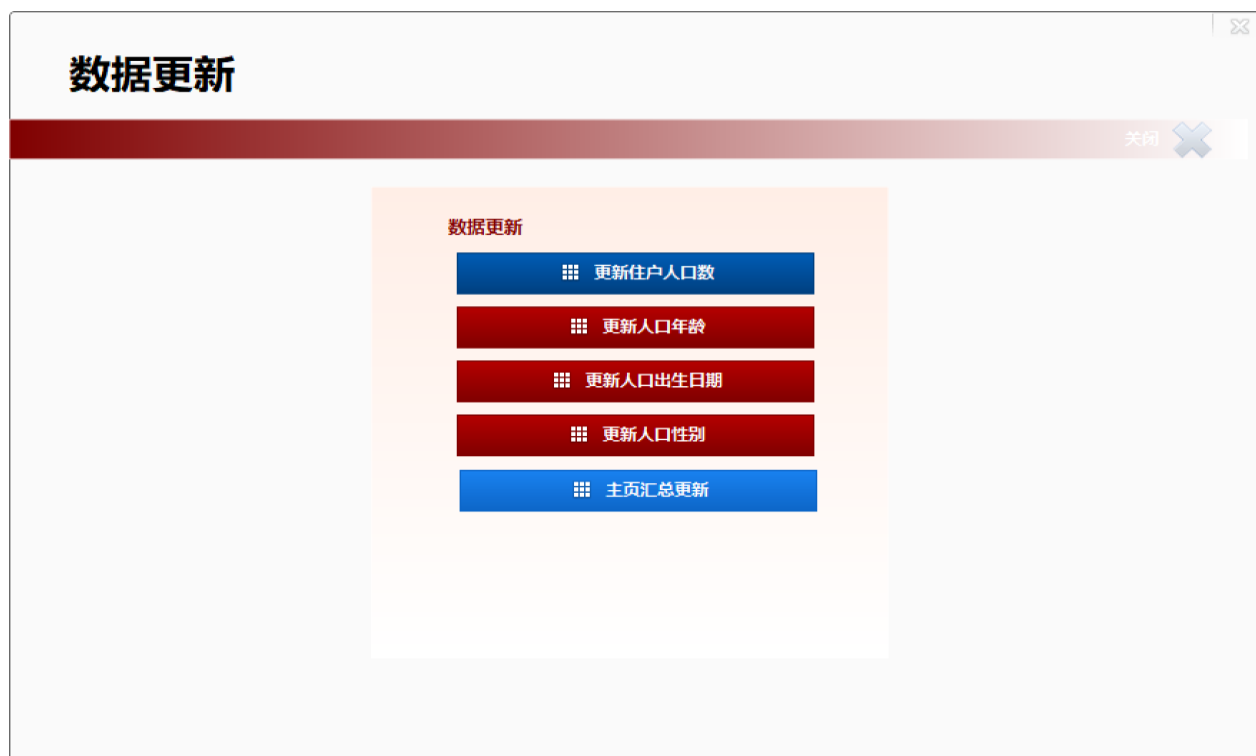 数据更新
关闭
数据更新
更新住户人口数
更新人口年龄
更新人口出生日期
更新人口性别
主页汇总更新